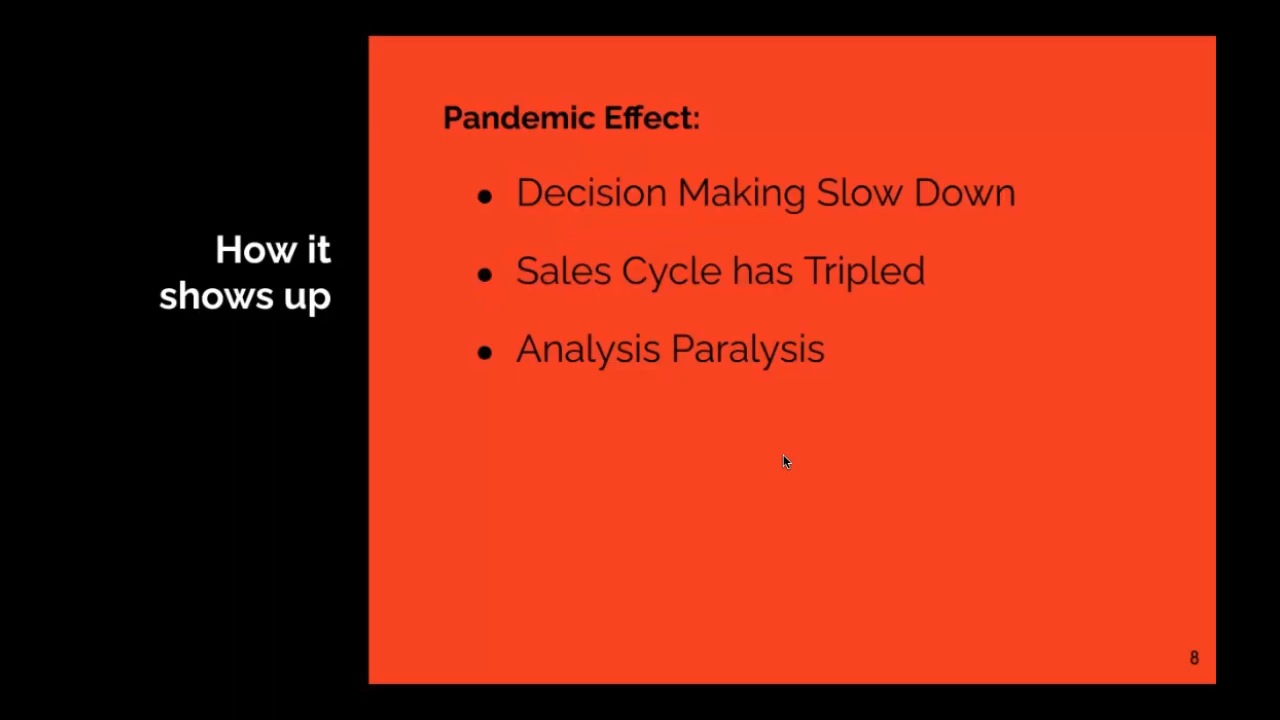 How it
shows up
Pandemic Effect:
● Decision Making Slow Down
● Sales Cycle has Tripled
● Analysis Paralysis
8